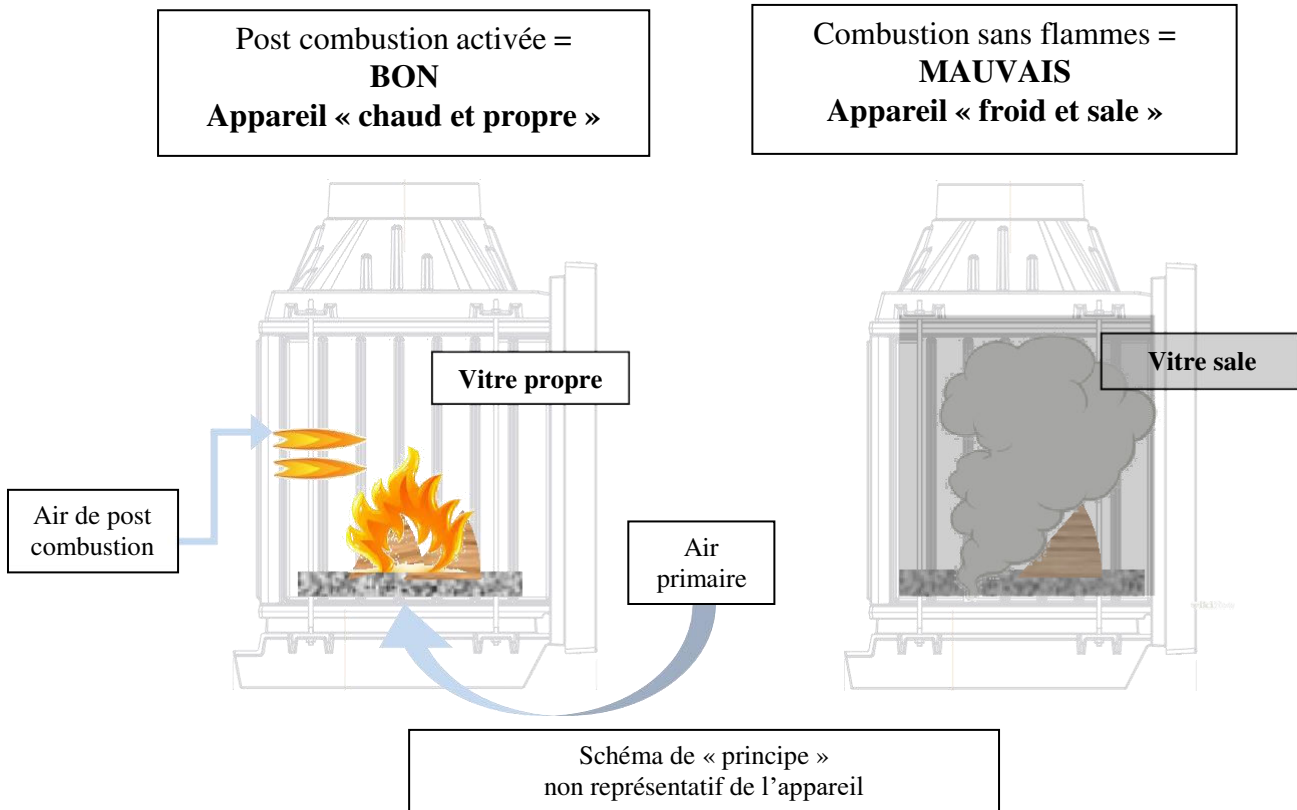 Post combustion activée =
BON
Appareil « chaud et propre »
Combustion sans flammes =
MAUVAIS
Appareil « froid et sale »
Vitre propre
Vitre sale
Air de post
combustion
Air
primaire
Schéma de « principe »
non représentatif de l’appareil